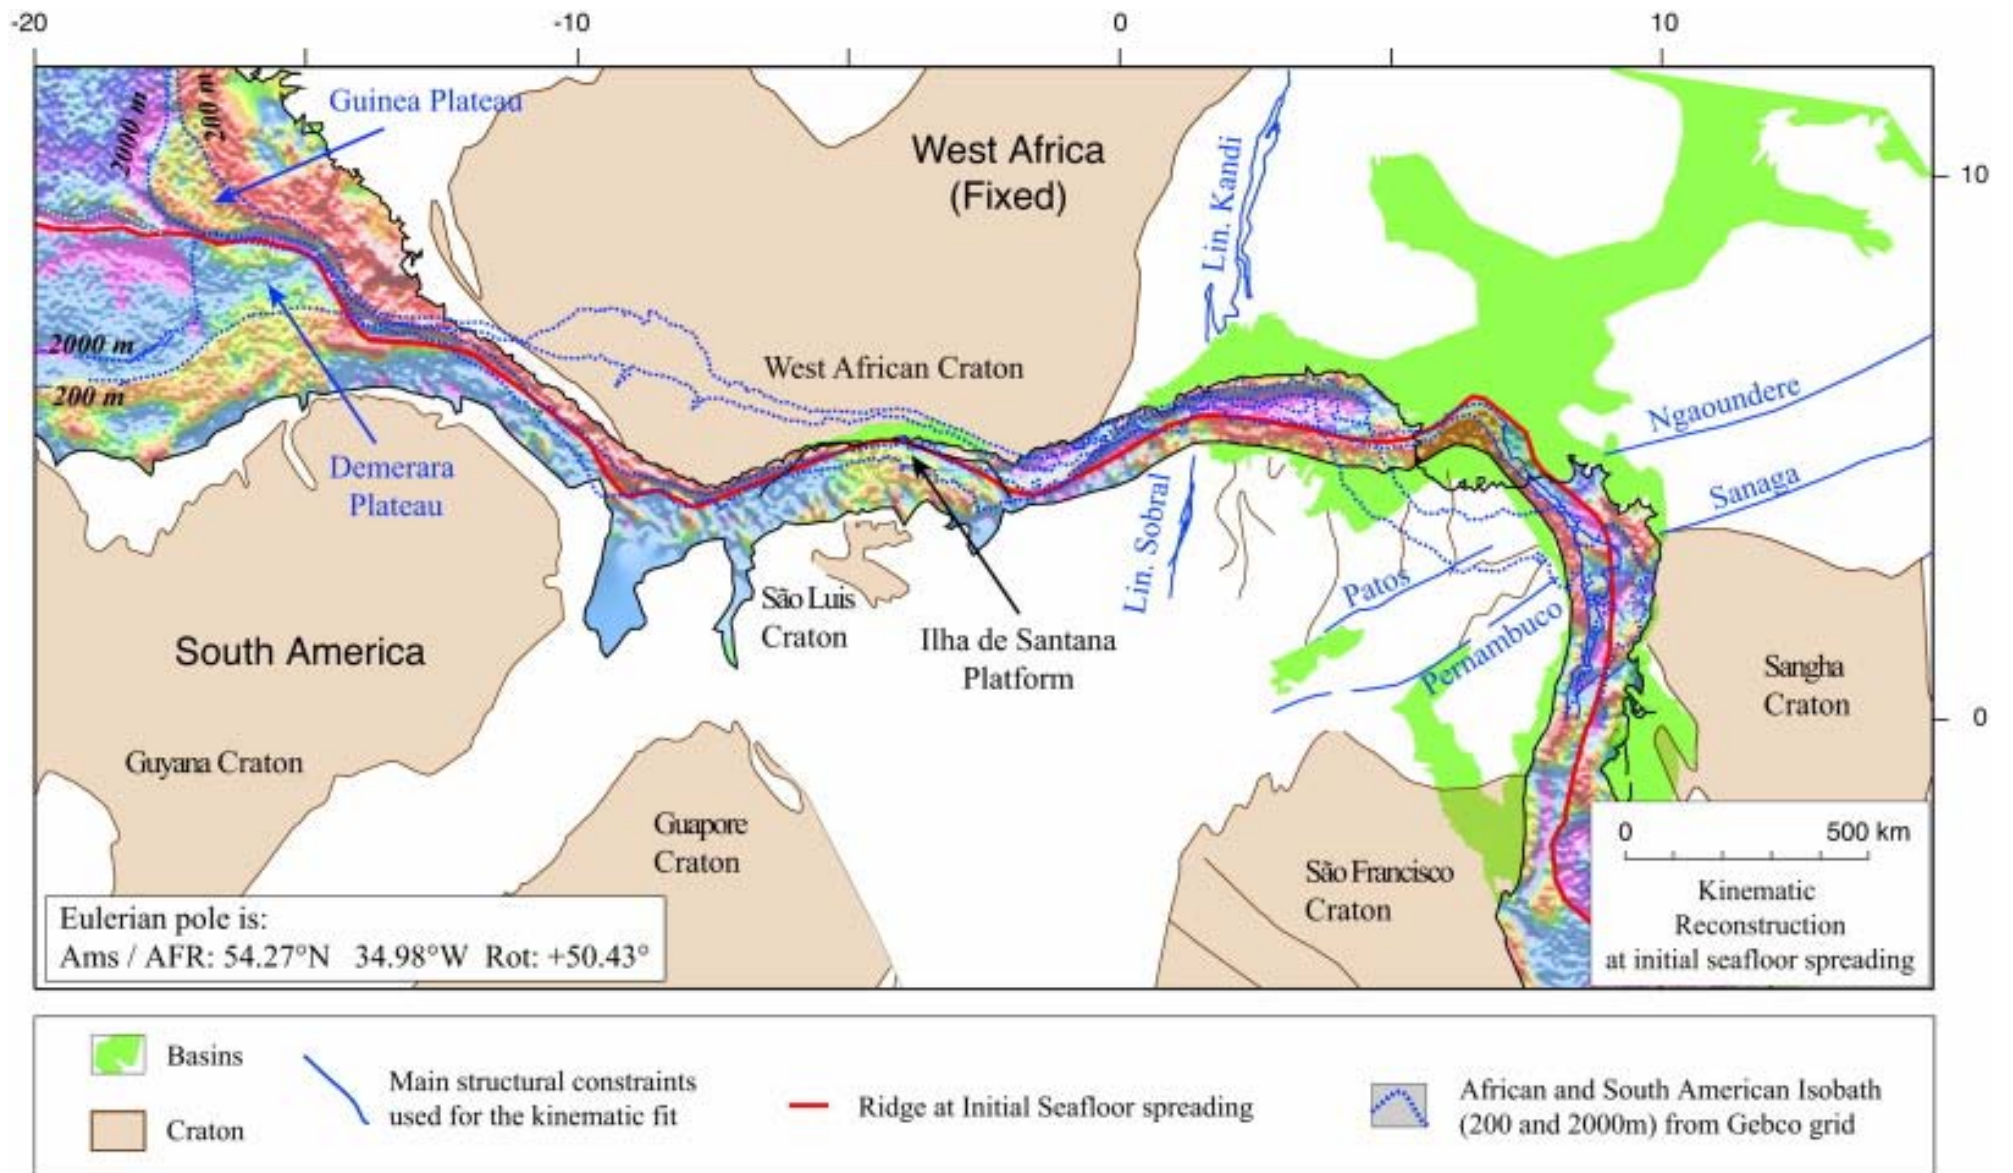 -20
-10
0
10
Guinea Plateau
2000 m
200 m
West Africa
(Fixed)
Lin. Kandi
10
2000 m
200 m
West African Craton
Ngaoundere
Sanaga
Demerara
Plateau
Lin. Sobral
Patos
Pernambuco
São Luis
Craton
Ilha de Santana
Platform
South America
Sangha
Craton
0
Guyana Craton
Guapore
Craton
São Francisco
Craton
0 500 km
Kinematic
Reconstruction
at initial seafloor spreading
Eulerian pole is:
Ams / AFR: 54.27°N 34.98°W Rot: +50.43°
Basins
Craton
Main structural constraints
used for the kinematic fit
Ridge at Initial Seafloor spreading
African and South American Isobath
(200 and 2000m) from Gebco grid